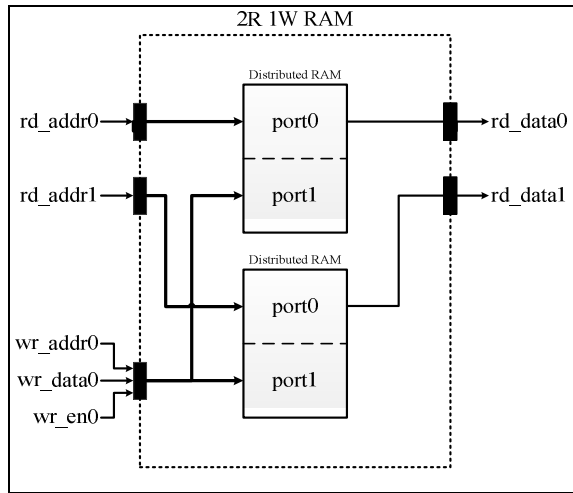 2R 1W RAM
Distributed RAM
rd_addr0
port0
rd_data0
rd_addr1
port1
rd_data1
Distributed RAM
port0
wr_addr0
wr_data0
port1
wr_en0